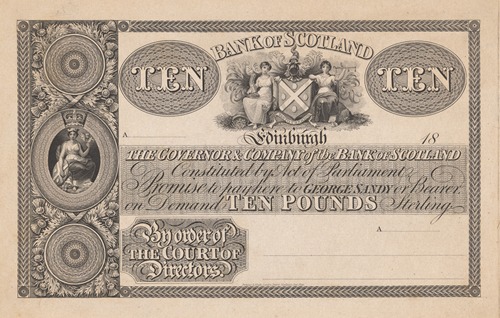 BANK OF SCOTLAND
TEN
TEN
A
Edinburgh 18
THE GOVERNOR & COMPANY of the BANK OF SCOTLAND
Constituted by Act of Parliament
Promise to pay here to GEORGE SANDY or Bearer
on Demand TEN POUNDS Sterling
A
By order of
THE COURT OF
Directors.